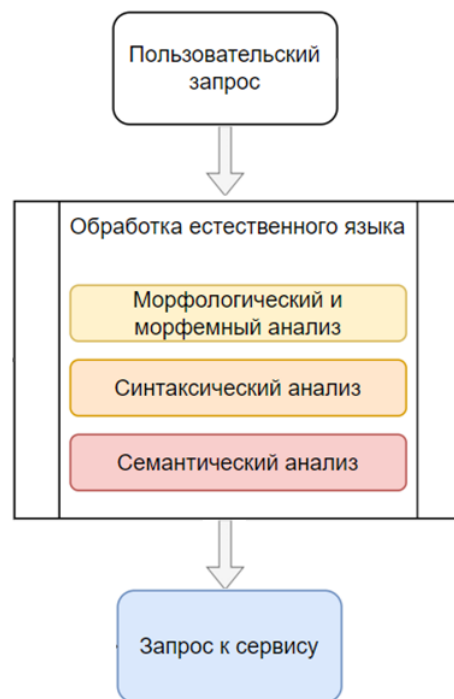 Пользовательский
запрос
Обработка естественного языка
Морфологический и
морфемный анализ
Синтаксический анализ
Семантический анализ
Запрос к сервису